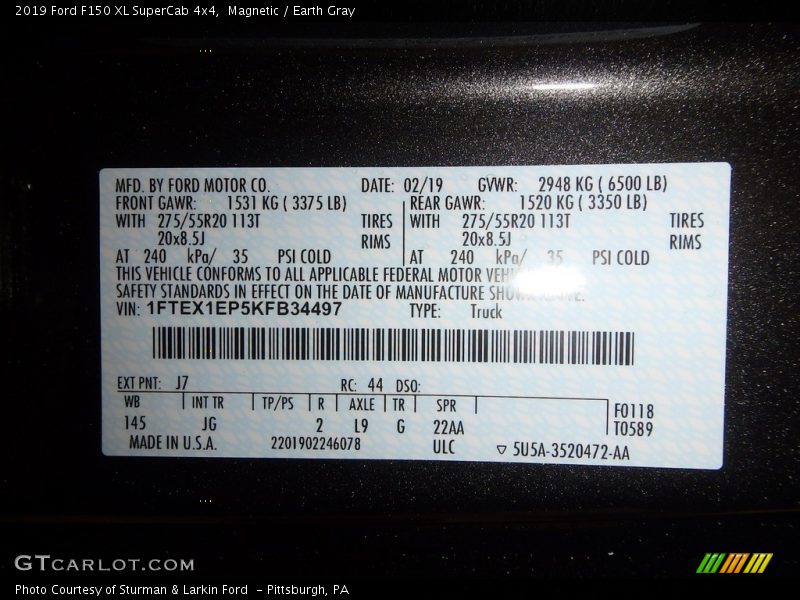 2019 Ford F150 XL SuperCab 4x4,  Magnetic / Earth Gray
MFD. BY FORD MOTOR CO. DATE: 02/19 GVWR: 2948 KG ( 6500 LB)
FRONT GAWR: 1531 KG ( 3375 LB) REAR GAWR: 1520 KG ( 3350 LB)
WITH 275/55R20 113T TIRES WITH 275/55R20 113T TIRES
20x8.5J RIMS 20x8.5J RIMS
AT 240 kPa/ 35 PSI COLD AT 240 kPa/ 35 PSI COLD
THIS VEHICLE CONFORMS TO ALL APPLICABLE FEDERAL MOTOR
SAFETY STANDARDS IN EFFECT ON THE DATE OF MANUFACTURE
VIN: 1FTEX1EP5KFB34497 TYPE: Truck
EXT PNT: J7 RC: 44 DSO:
WB INT TR TP/PS R AXLE TR SPR F0118
145 JG 2 L9 G 22AA T0589
MADE IN U.S.A. 2201902246078 ULC ▽ 5U5A-3520472-AA
GTCARLOT.COM
Photo Courtesy of Sturman & Larkin Ford  - Pittsburgh, PA